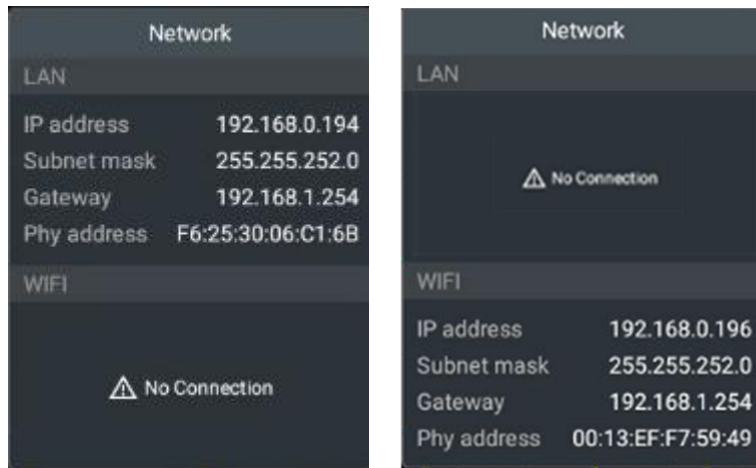 Network
LAN
IP address 192.168.0.194
Subnet mask 255.255.252.0
Gateway 192.168.1.254
Phy address F6:25:30:06:C1:6B
WIFI
No Connection
Network
LAN
No Connection
WIFI
IP address 192.168.0.196
Subnet mask 255.255.252.0
Gateway 192.168.1.254
Phy address 00:13:EF:F7:59:49